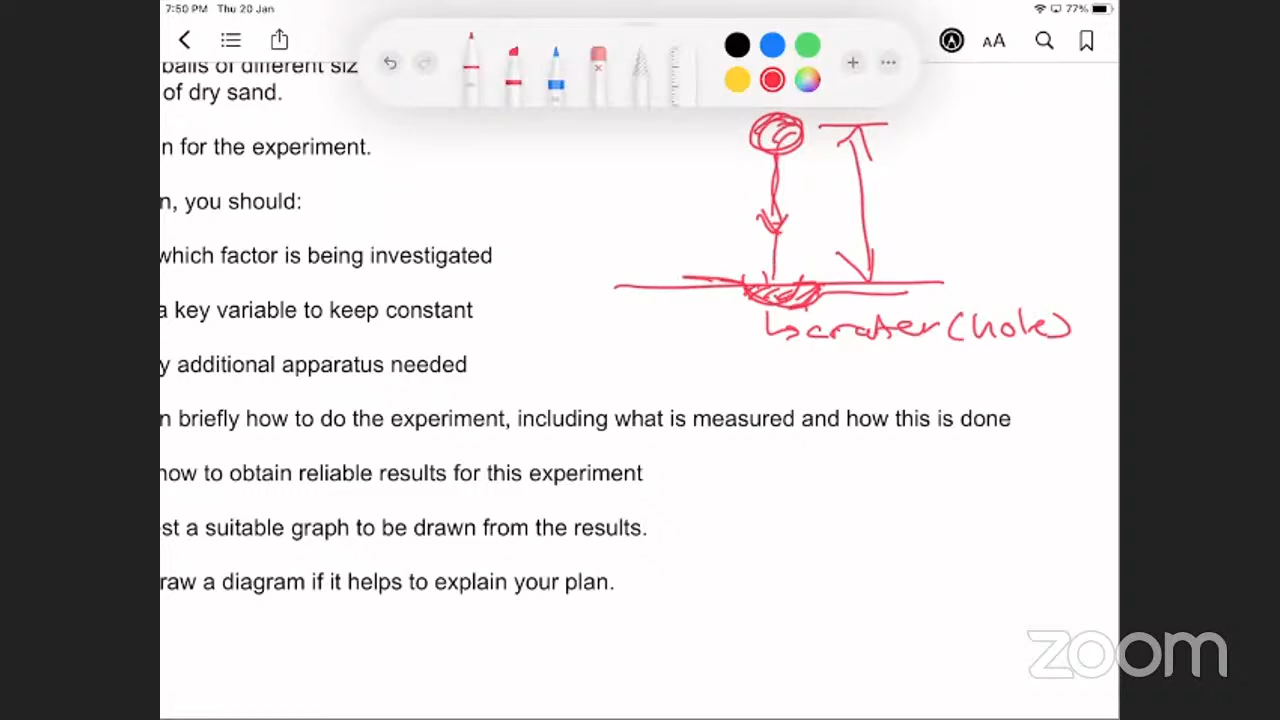 7:50 PM Thu 20 Jan
77%
AA
balls of different siz
of dry sand.
n for the experiment.
n, you should:
which factor is being investigated
a key variable to keep constant
y additional apparatus needed
n briefly how to do the experiment, including what is measured and how this is done
how to obtain reliable results for this experiment
st a suitable graph to be drawn from the results.
raw a diagram if it helps to explain your plan.
crater (hole)
zoom